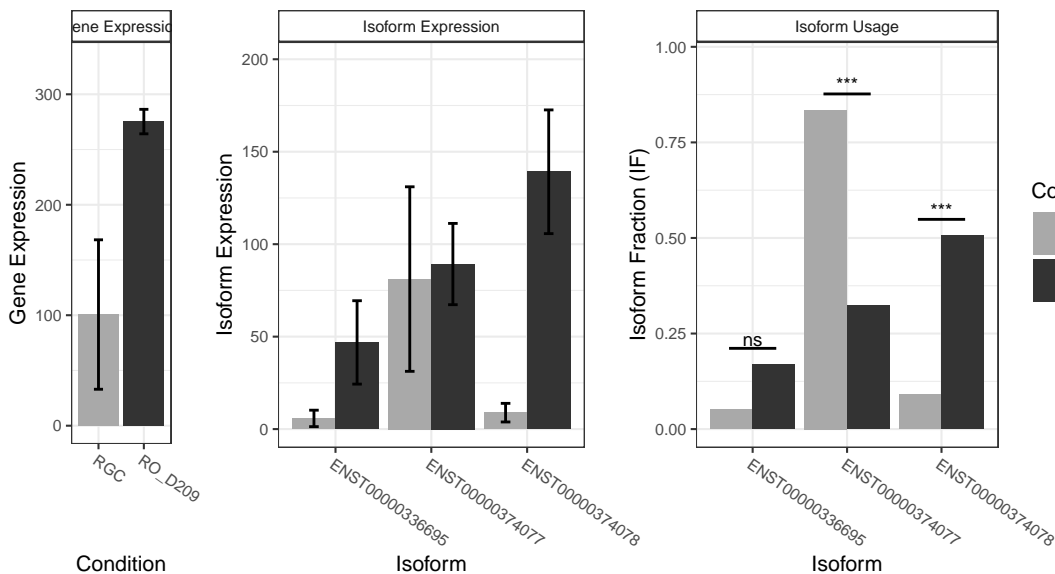 ene Expressio
Isoform Expression
Isoform Usage
Gene Expression
300
200
100
0
RGC
RO_D209
Condition
Isoform Expression
200
150
100
50
0
ENST00000336695
ENST00000374077
ENST00000374078
Isoform
Isoform Fraction (IF)
1.00
0.75
0.50
0.25
0.00
ns
***
***
ENST00000336695
ENST00000374077
ENST00000374078
Isoform
Co